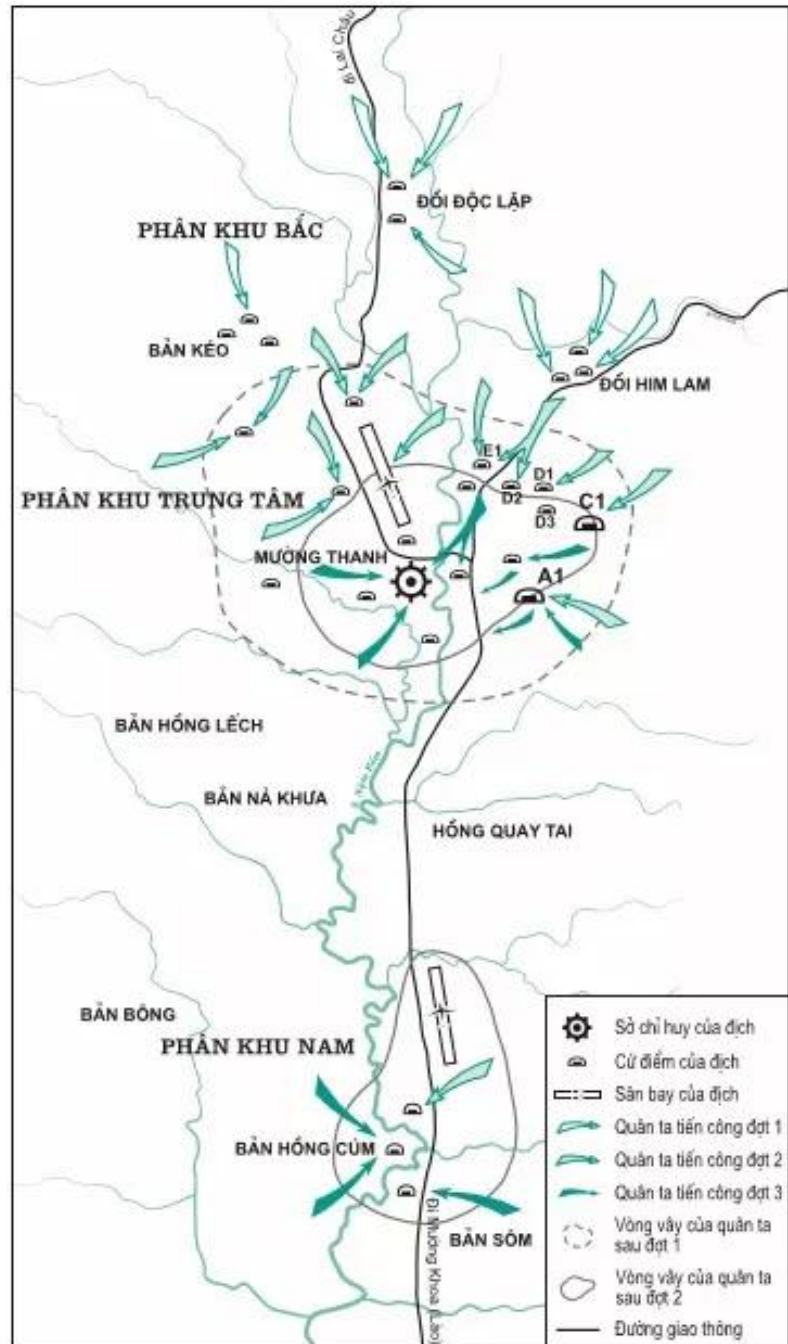 Đi Lai Châu
ĐỒI ĐỘC LẬP
PHÂN KHU BẮC
BẢN KÉO
ĐỒI HIM LAM
E1
D1
D2
C1
D3
PHÂN KHU TRUNG TÂM
MƯỜNG THANH
A1
BẢN HỒNG LẾCH
BẢN NÀ KHƯA
HỒNG QUAY TAI
BẢN BÔNG
PHÂN KHU NAM
BẢN HỒNG CÚM
BẢN SÔM
Đi Mường Khoa (Lào)
Sở chỉ huy của địch
Cứ điểm của địch
Sân bay của địch
Quân ta tiến công đợt 1
Quân ta tiến công đợt 2
Quân ta tiến công đợt 3
Vòng vây của quân ta
sau đợt 1
Vòng vây của quân ta
sau đợt 2
Đường giao thông